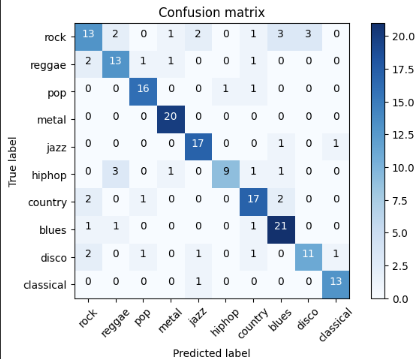 Confusion matrix
rock 13 2 0 1 2 0 1 3 3 0
reggae 2 13 1 1 0 0 1 0 0 0
pop 0 0 16 0 0 1 1 0 0 0
metal 0 0 0 20 0 0 0 0 0 0
jazz 0 0 0 0 17 0 0 1 0 1
hiphop 0 3 0 1 0 9 1 1 0 0
country 2 0 1 0 0 0 17 2 0 0
blues 1 1 0 0 0 0 1 21 0 0
disco 2 0 1 0 1 0 1 0 11 1
classical 0 0 0 0 1 0 0 0 0 13
rock reggae pop metal jazz hiphop country blues disco classical
Predicted label
True label
20.0
17.5
15.0
12.5
10.0
7.5
5.0
2.5
0.0